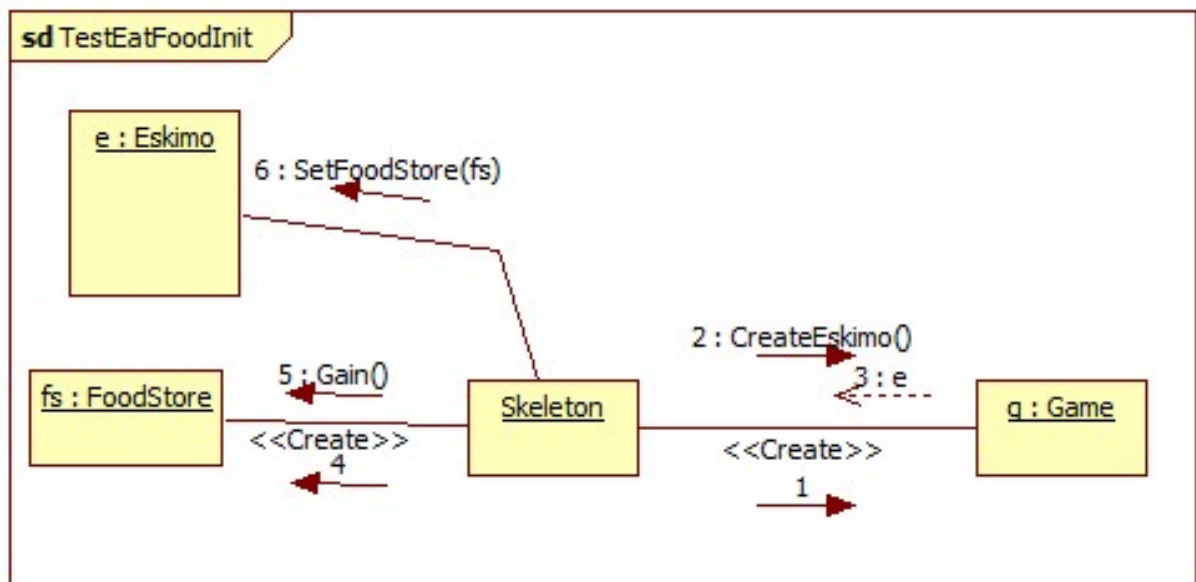 sd TestEatFoodInit
e : Eskimo
6 : SetFoodStore(fs)
2 : CreateEskimo()
3 : e
5 : Gain()
fs : FoodStore
Skeleton
g : Game
<<Create>>
4
<<Create>>
1